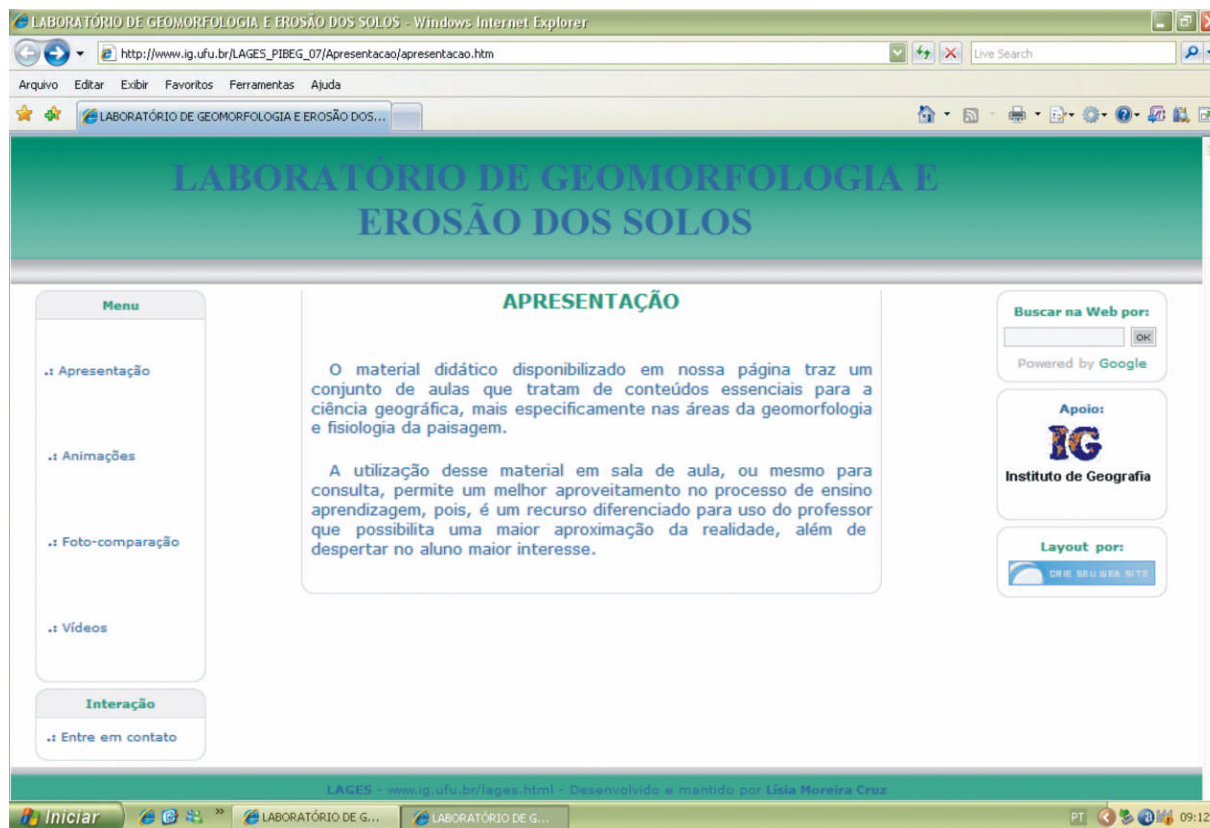 LABORATÓRIO DE GEOMORFOLOGIA E EROSÃO DOS SOLOS - Windows Internet Explorer
http://www.ig.ufu.br/LAGES_PIBEG_07/Apresentacao/apresentacao.htm
Live Search
Arquivo Editar Exibir Favoritos Ferramentas Ajuda
LABORATÓRIO DE GEOMORFOLOGIA E EROSÃO DOS...
LABORATÓRIO DE GEOMORFOLOGIA E
EROSÃO DOS SOLOS
Menu
.: Apresentação
.: Animações
.: Foto-comparação
.: Vídeos
Interação
.: Entre em contato
APRESENTAÇÃO
O material didático disponibilizado em nossa página traz um
conjunto de aulas que tratam de conteúdos essenciais para a
ciência geográfica, mais especificamente nas áreas da geomorfologia
e fisiologia da paisagem.
A utilização desse material em sala de aula, ou mesmo para
consulta, permite um melhor aproveitamento no processo de ensino
aprendizagem, pois, é um recurso diferenciado para uso do professor
que possibilita uma maior aproximação da realidade, além de
despertar no aluno maior interesse.
Buscar na Web por:
OK
Powered by Google
Apoio:
IG
Instituto de Geografia
Layout por:
CRIE SEU WEB SITE
LAGES - www.ig.ufu.br/lages.html - Desenvolvido e mantido por Lísia Moreira Cruz
Iniciar
LABORATÓRIO DE G...
LABORATÓRIO DE G...
PT
09:12